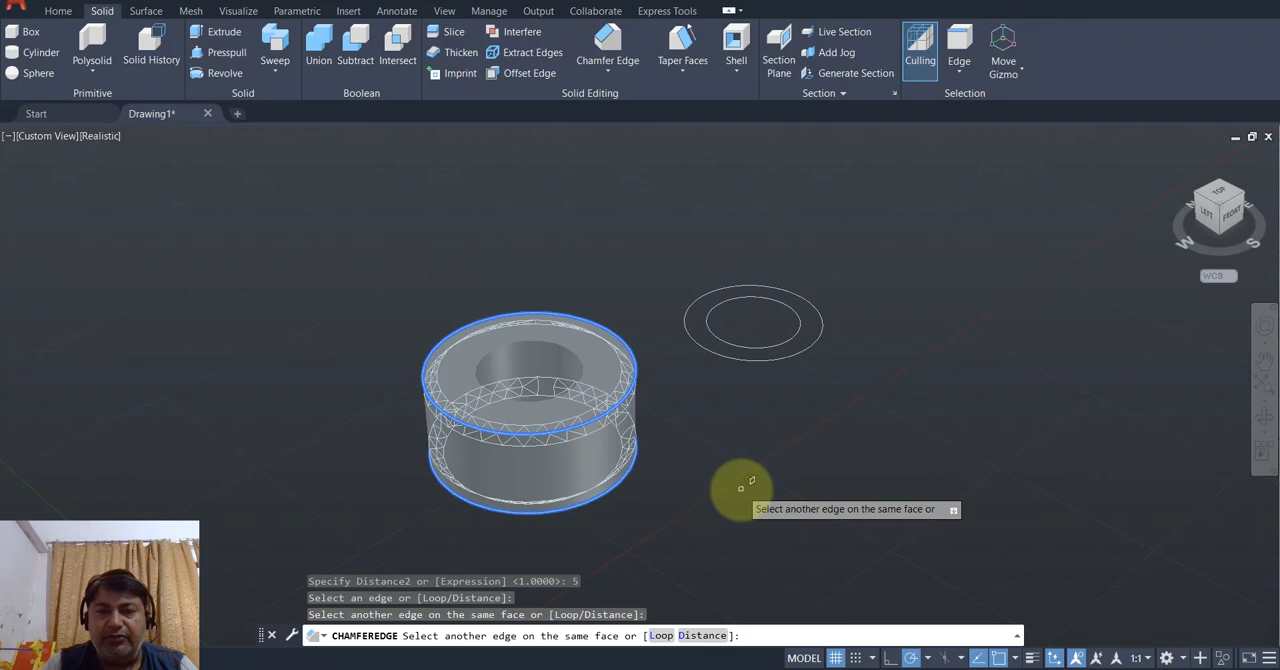 Home Solid Surface Mesh Visualize Parametric Insert Annotate View Manage Output Collaborate Express Tools
Box
Cylinder
Sphere
Polysolid
Solid History
Primitive
Extrude
Presspull
Revolve
Sweep
Solid
Union
Subtract
Intersect
Boolean
Slice
Thicken
Imprint
Interfere
Extract Edges
Offset Edge
Chamfer Edge
Taper Faces
Shell
Solid Editing
Section
Plane
Live Section
Add Jog
Generate Section
Section
Culling
Edge
Move
Gizmo
Selection
Start
Drawing1*
[−][Custom View][Realistic]
TOP
LEFT
FRONT
W
S
WCS
Select another edge on the same face or
Specify Distance2 or [Expression] <1.0000>: 5
Select an edge or [Loop/Distance]:
Select another edge on the same face or [Loop/Distance]:
CHAMFEREDGE Select another edge on the same face or [Loop Distance]:
MODEL
1:1